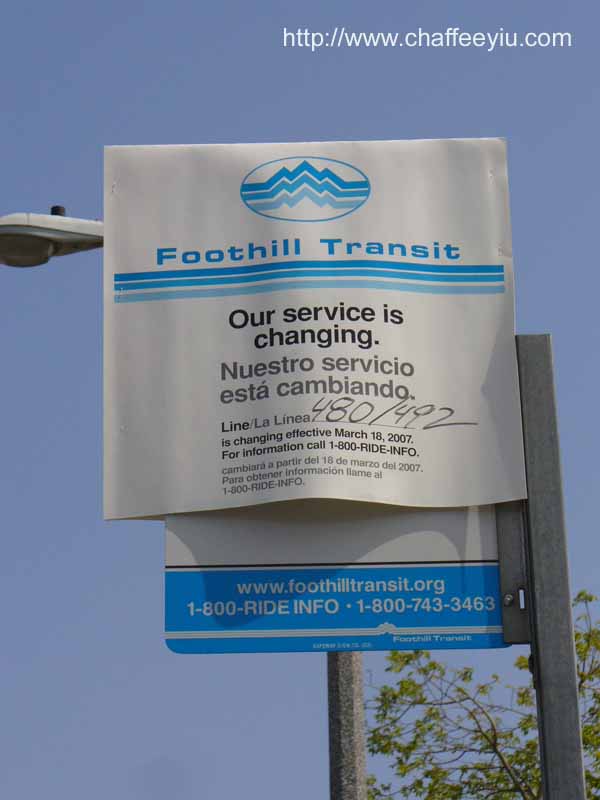 http://www.chaffeeyiu.com
Foothill Transit
Our service is
changing.
Nuestro servicio
está cambiando.
Line/La Línea 480/492
is changing effective March 18, 2007.
For information call 1-800-RIDE-INFO.
cambiará a partir del 18 de marzo del 2007.
Para obtener información llame al
1-800-RIDE-INFO.
www.foothilltransit.org
1-800-RIDE INFO • 1-800-743-3463
Foothill Transit